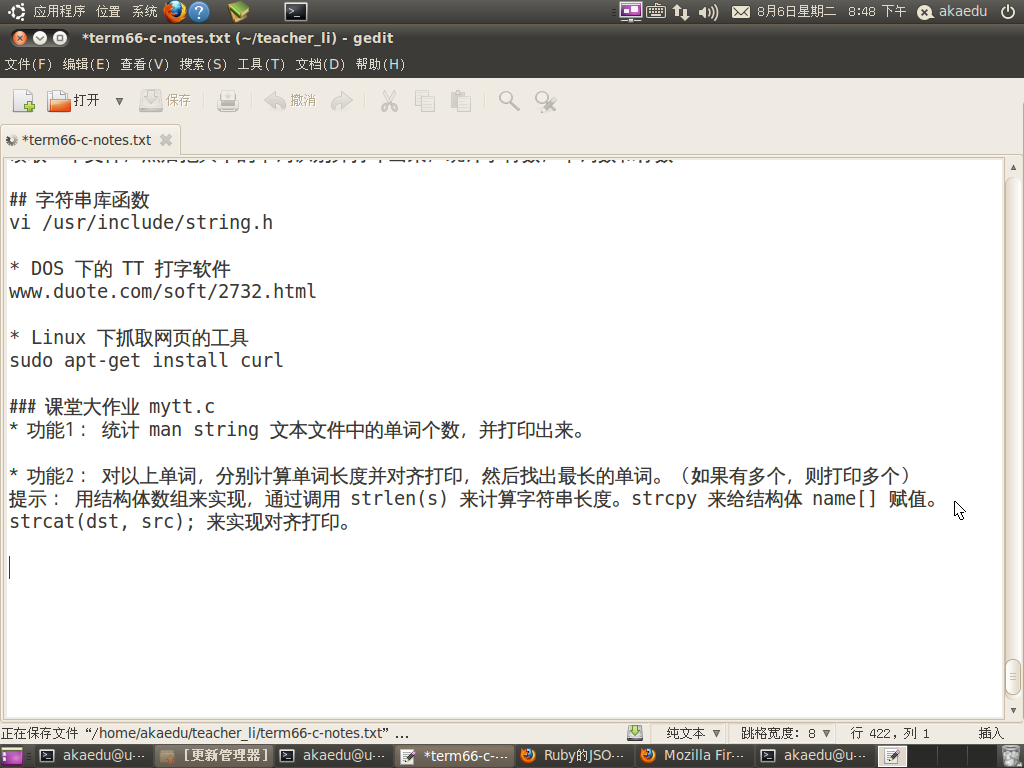 应用程序 位置 系统 8月6日星期二 8:48 下午 akaedu
*term66-c-notes.txt (~/teacher_li) - gedit
文件(F) 编辑(E) 查看(V) 搜索(S) 工具(T) 文档(D) 帮助(H)
打开 保存 撤消
*term66-c-notes.txt
## 字符串库函数
vi /usr/include/string.h
* DOS 下的 TT 打字软件
www.duote.com/soft/2732.html
* Linux 下抓取网页的工具
sudo apt-get install curl
### 课堂大作业 mytt.c
* 功能1： 统计 man string 文本文件中的单词个数，并打印出来。
* 功能2： 对以上单词，分别计算单词长度并对齐打印，然后找出最长的单词。（如果有多个，则打印多个）
提示： 用结构体数组来实现，通过调用 strlen(s) 来计算字符串长度。strcpy 来给结构体 name[] 赋值。
strcat(dst, src); 来实现对齐打印。
正在保存文件 “/home/akaedu/teacher_li/term66-c-notes.txt” … 纯文本 跳格宽度： 8 行 422，列 1 插入
akaedu@u-... [更新管理器] akaedu@u-... *term66-c-... Ruby的JSO... Mozilla Fir... akaedu@u-...